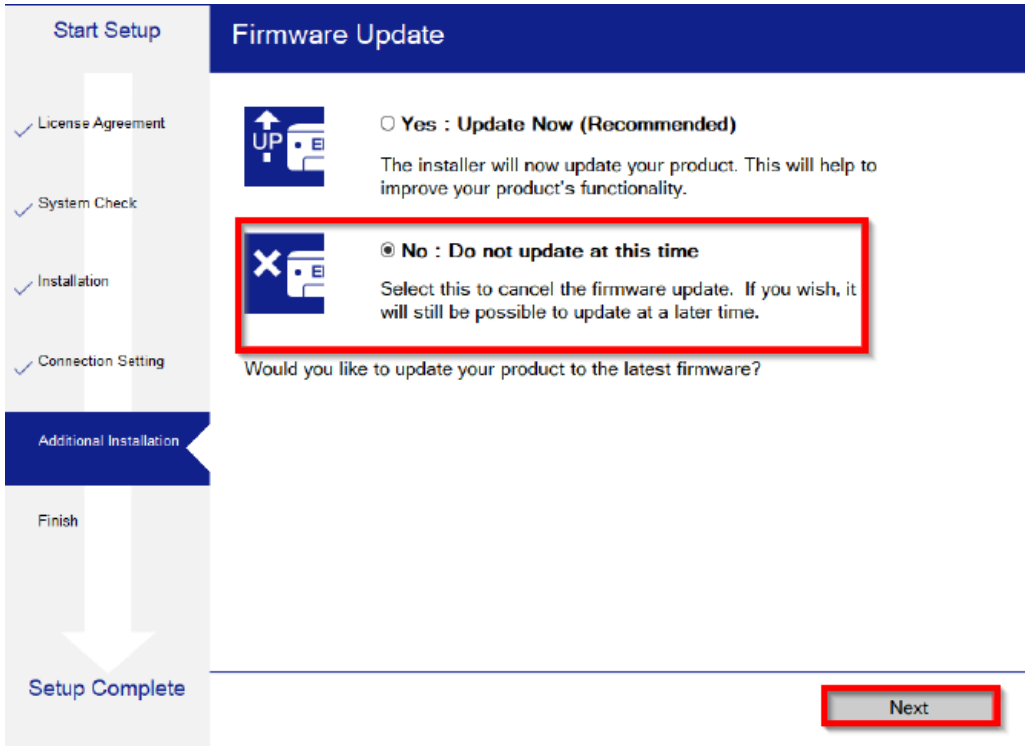 Start Setup
Firmware Update
License Agreement
System Check
Installation
Connection Setting
Additional Installation
Finish
Setup Complete
UP
E
Yes : Update Now (Recommended)
The installer will now update your product. This will help to
improve your product's functionality.
E
No : Do not update at this time
Select this to cancel the firmware update. If you wish, it
will still be possible to update at a later time.
Would you like to update your product to the latest firmware?
Next